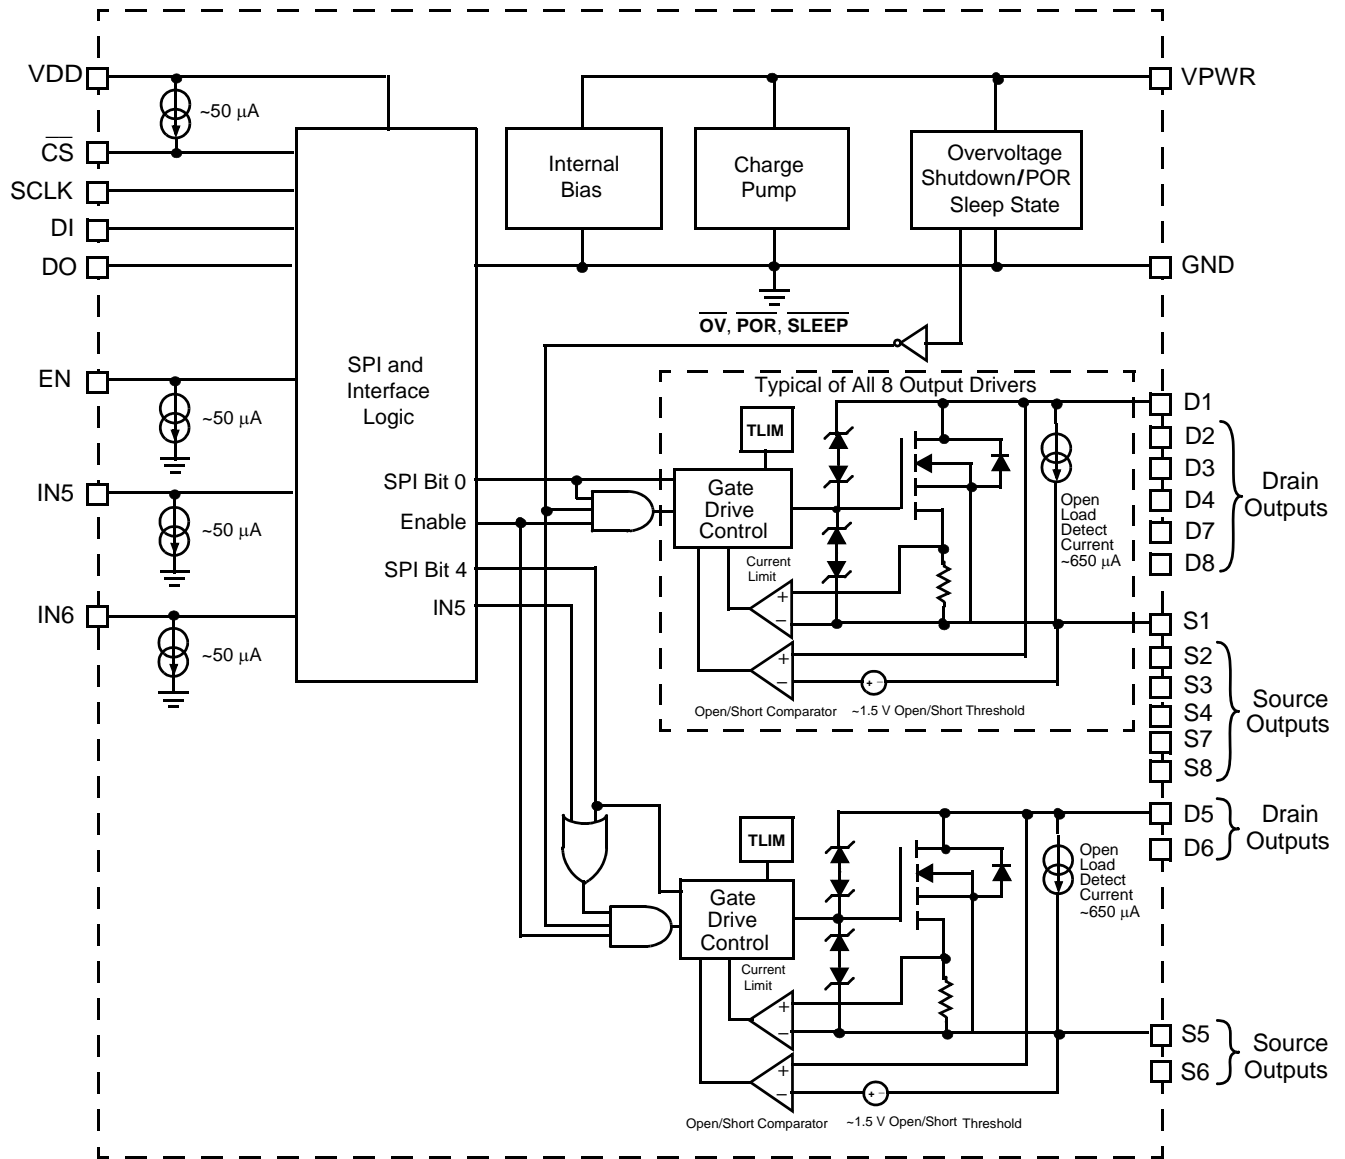 VDD
~50 μA
CS
SCLK
DI
DO
EN
~50 μA
IN5
~50 μA
IN6
~50 μA
SPI and
Interface
Logic
SPI Bit 0
Enable
SPI Bit 4
IN5
Internal
Bias
Charge
Pump
Overvoltage
Shutdown/POR
Sleep State
VPWR
GND
OV, POR, SLEEP
Typical of All 8 Output Drivers
TLIM
Gate
Drive
Control
Current
Limit
+
−
+
−
+ −
Open
Load
Detect
Current
~650 μA
Open/Short Comparator
~1.5 V Open/Short Threshold
D1
D2
D3
D4
D7
D8
Drain
Outputs
S1
S2
S3
S4
S7
S8
Source
Outputs
TLIM
Gate
Drive
Control
Current
Limit
+
−
+
−
+ −
Open
Load
Detect
Current
~650 μA
Open/Short Comparator
~1.5 V Open/Short Threshold
D5
D6
Drain
Outputs
S5
S6
Source
Outputs